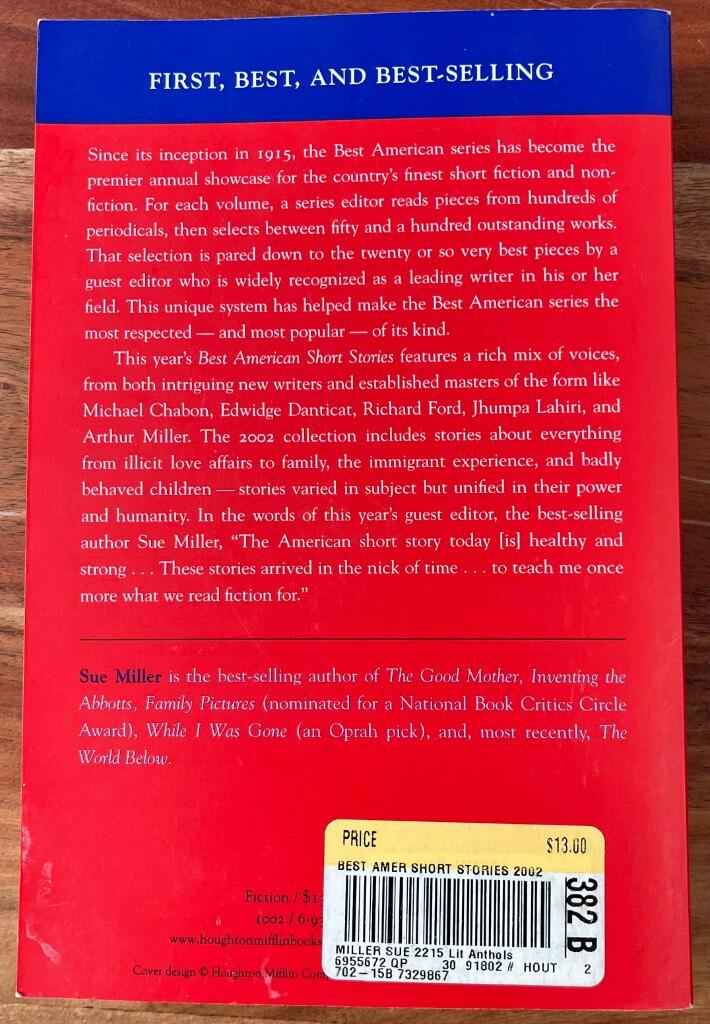 FIRST, BEST, AND BEST-SELLING
Since its inception in 1915, the Best American series has become the
premier annual showcase for the country's finest short fiction and non-
fiction. For each volume, a series editor reads pieces from hundreds of
periodicals, then selects between fifty and a hundred outstanding works.
That selection is pared down to the twenty or so very best pieces by a
guest editor who is widely recognized as a leading writer in his or her
field. This unique system has helped make the Best American series the
most respected — and most popular — of its kind.
This year's Best American Short Stories features a rich mix of voices,
from both intriguing new writers and established masters of the form like
Michael Chabon, Edwidge Danticat, Richard Ford, Jhumpa Lahiri, and
Arthur Miller. The 2002 collection includes stories about everything
from illicit love affairs to family, the immigrant experience, and badly
behaved children — stories varied in subject but unified in their power
and humanity. In the words of this year's guest editor, the best-selling
author Sue Miller, “The American short story today [is] healthy and
strong . . . These stories arrived in the nick of time . . . to teach me once
more what we read fiction for.”
Sue Miller is the best-selling author of The Good Mother, Inventing the
Abbotts, Family Pictures (nominated for a National Book Critics Circle
Award), While I Was Gone (an Oprah pick), and, most recently, The
World Below.
PRICE $13.00
BEST AMER SHORT STORIES 2002
382 B
MILLER SUE 2215 Lit Anthols
6955672 QP 30 91802 # HOUT 2
702-15B 7329867
Fiction / $1
1002 / 6-9
www.houghtonmifflinbooks
Cover design © Houghton Mifflin